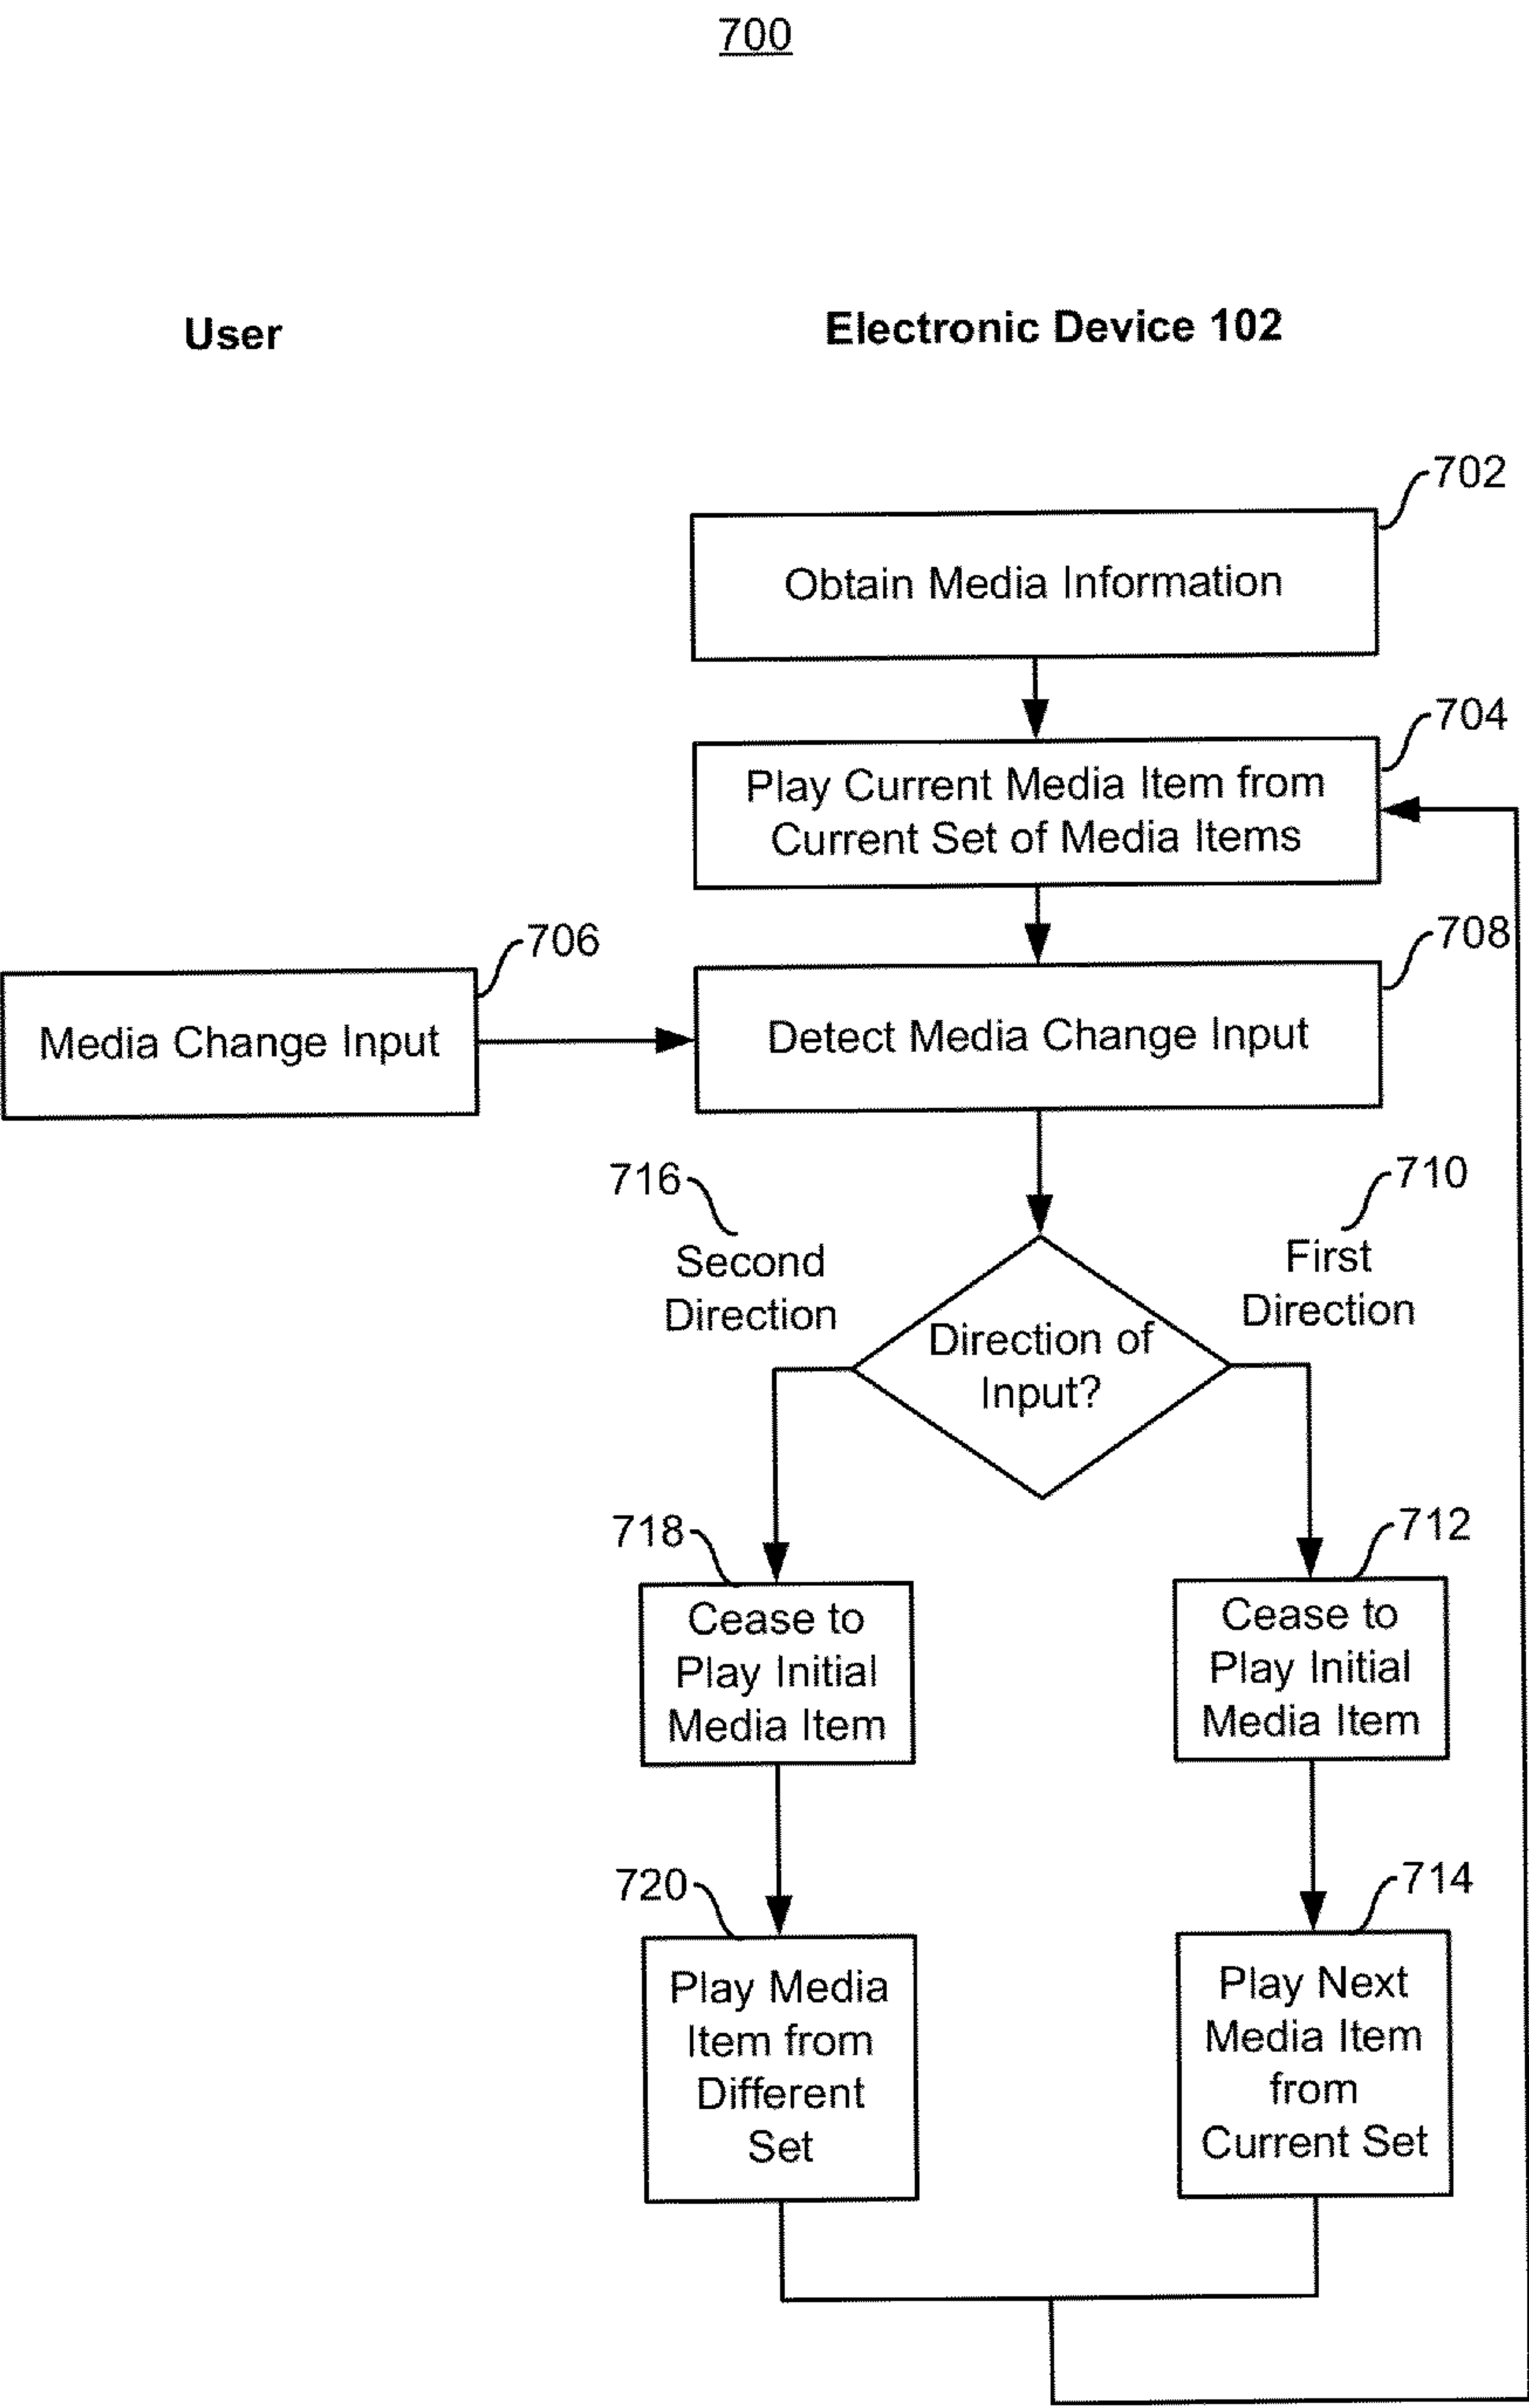 700
User
Electronic Device 102
702
Obtain Media Information
704
Play Current Media Item from
Current Set of Media Items
706
Media Change Input
708
Detect Media Change Input
716
Second
Direction
710
First
Direction
Direction of
Input?
718
Cease to
Play Initial
Media Item
712
Cease to
Play Initial
Media Item
720
Play Media
Item from
Different
Set
714
Play Next
Media Item
from
Current Set